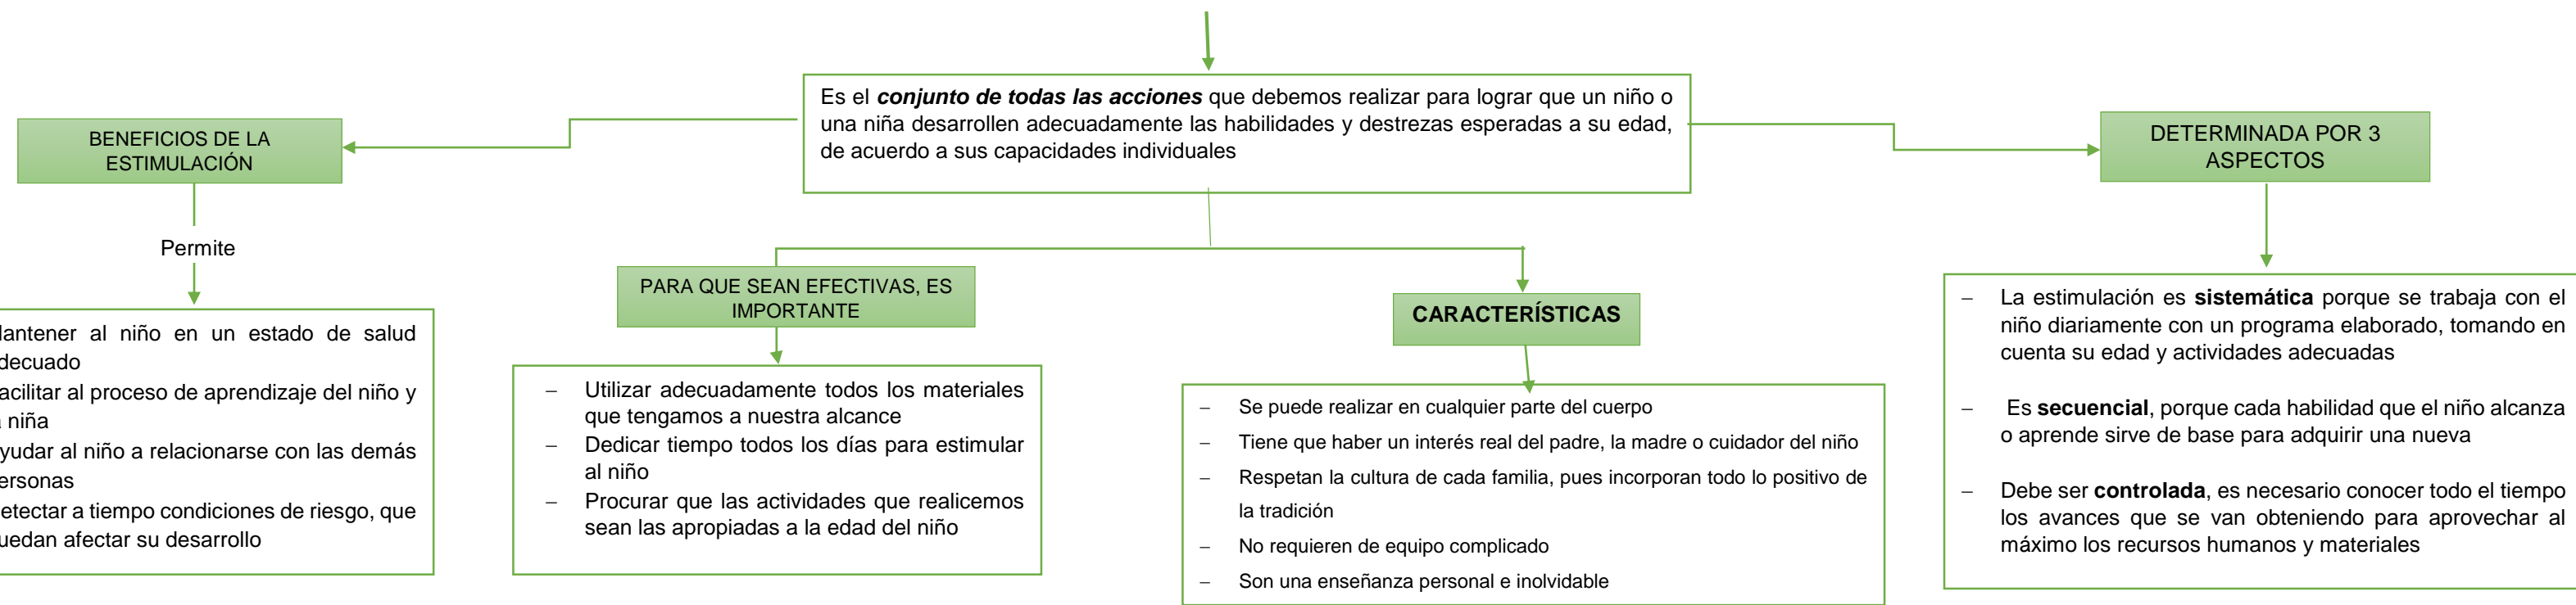 Es el conjunto de todas las acciones que debemos realizar para lograr que un niño o
una niña desarrollen adecuadamente las habilidades y destrezas esperadas a su edad,
de acuerdo a sus capacidades individuales
BENEFICIOS DE LA
ESTIMULACIÓN
Permite
al niño en un estado de salud
al proceso de aprendizaje del niño y
niña
al niño a relacionarse con las demás
a tiempo condiciones de riesgo, que
afectar su desarrollo
PARA QUE SEAN EFECTIVAS, ES
IMPORTANTE
– Utilizar adecuadamente todos los materiales
que tengamos a nuestra alcance
– Dedicar tiempo todos los días para estimular
al niño
– Procurar que las actividades que realicemos
sean las apropiadas a la edad del niño
CARACTERÍSTICAS
– Se puede realizar en cualquier parte del cuerpo
– Tiene que haber un interés real del padre, la madre o cuidador del niño
– Respetan la cultura de cada familia, pues incorporan todo lo positivo de
la tradición
– No requieren de equipo complicado
– Son una enseñanza personal e inolvidable
DETERMINADA POR 3
ASPECTOS
– La estimulación es sistemática porque se trabaja con el
niño diariamente con un programa elaborado, tomando en
cuenta su edad y actividades adecuadas
– Es secuencial, porque cada habilidad que el niño alcanza
o aprende sirve de base para adquirir una nueva
– Debe ser controlada, es necesario conocer todo el tiempo
los avances que se van obteniendo para aprovechar al
máximo los recursos humanos y materiales